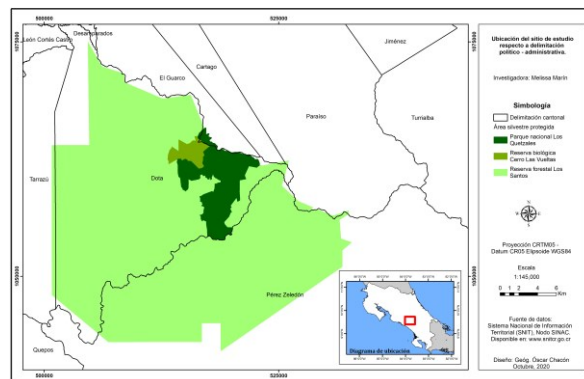 500000
520000
1075000
1075000
León Cortés Castro
Desamparados
Jiménez
El Guarco
Cartago
Paraíso
Turrialba
Tarrazú
Dota
1050000
1050000
Pérez Zeledón
Quepos
Diagrama de ubicación
500000
520000
Ubicación del sitio de estudio
respecto a delimitación
político - administrativa.
Investigadora: Melissa Marín
Simbología
Delimitación cantonal
Área silvestre protegida
Parque nacional Los
Quetzales
Reserva biológica
Cerro Las Vueltas
Reserva forestal Los
Santos
Proyección CRTM05 -
Datum CR05 Elipsoide WGS84
Escala
1:145,000
0 1 2 4 6
Km
Fuente de datos:
Sistema Nacional de Información
Territorial (SNIT), Nodo SINAC.
Disponible en: www.snitcr.go.cr
Diseño: Geóg. Óscar Chacón
Octubre, 2020